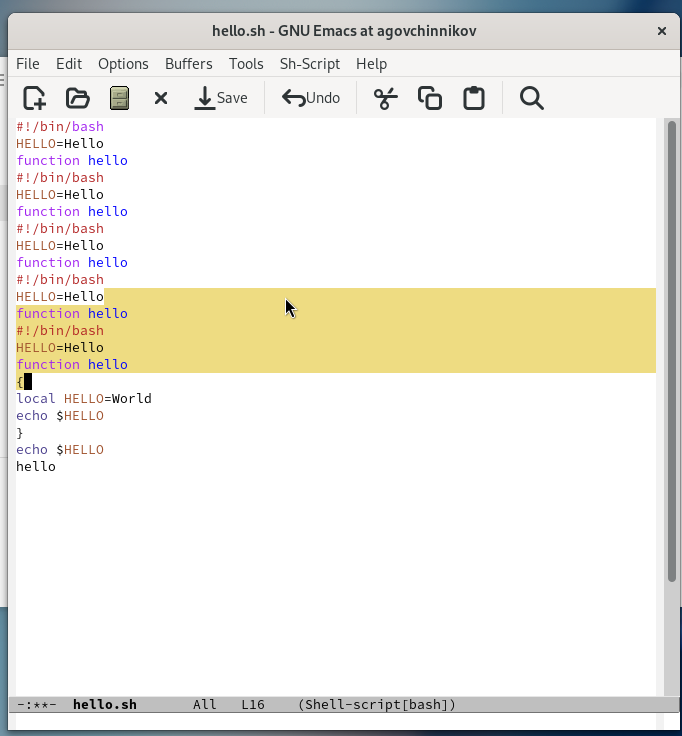 hello.sh - GNU Emacs at agovchinnikov
File Edit Options Buffers Tools Sh-Script Help
Save Undo
#!/bin/bash
HELLO=Hello
function hello
#!/bin/bash
HELLO=Hello
function hello
#!/bin/bash
HELLO=Hello
function hello
#!/bin/bash
HELLO=Hello
function hello
#!/bin/bash
HELLO=Hello
function hello
{
local HELLO=World
echo $HELLO
}
echo $HELLO
hello
-:**- hello.sh All L16 (Shell-script[bash])